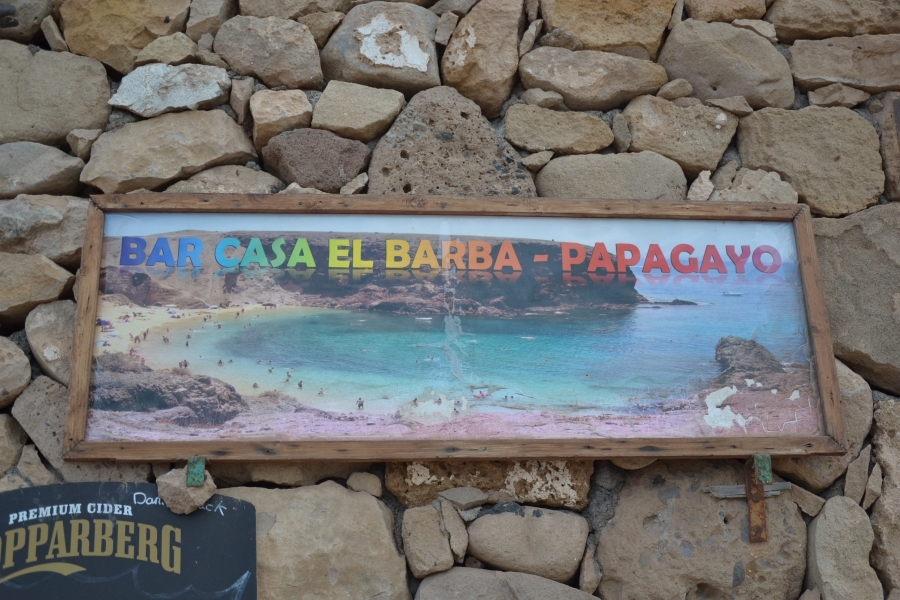 BAR CASA EL BARBA - PAPAGAYO
PREMIUM CIDER
OPPARBERG